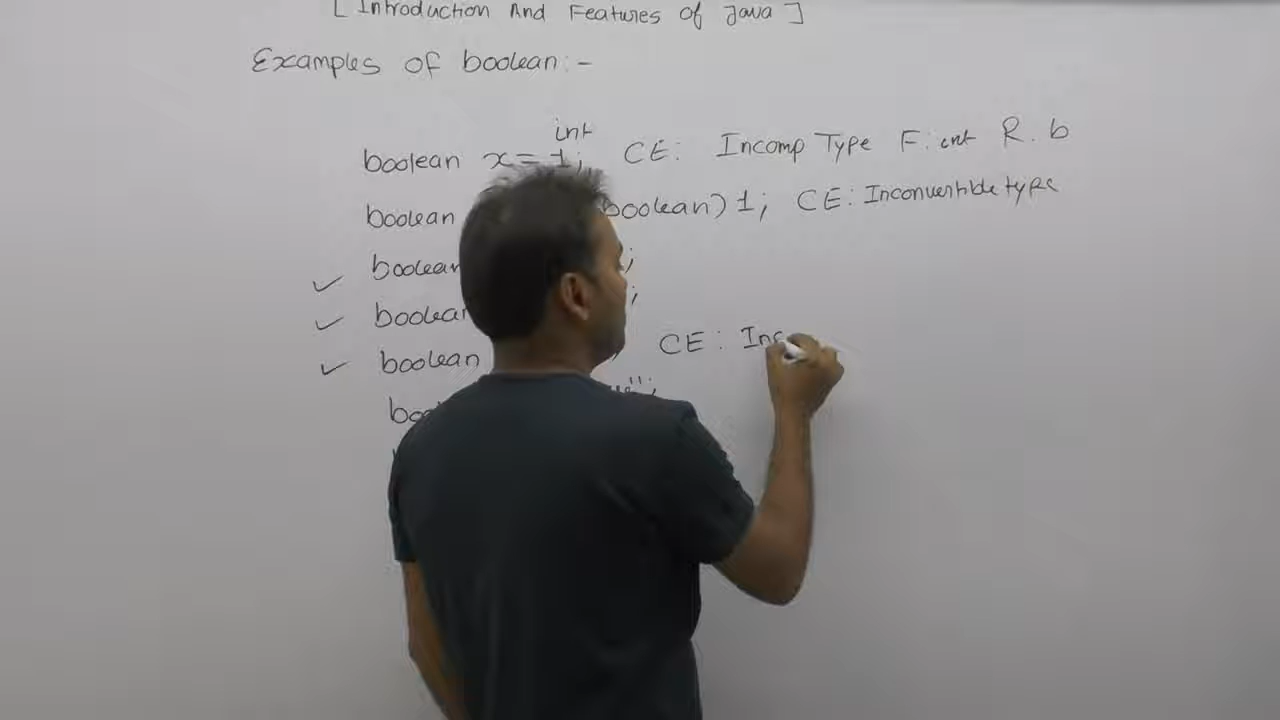 [ Introduction And Features of Java ]
Examples of boolean:-
int
boolean x = 1; CE: Incomp Type F: int R. b
boolean boolean) 1; CE: Inconvertible type
boolean ;
boolean ;
boolean CE: Inc
";